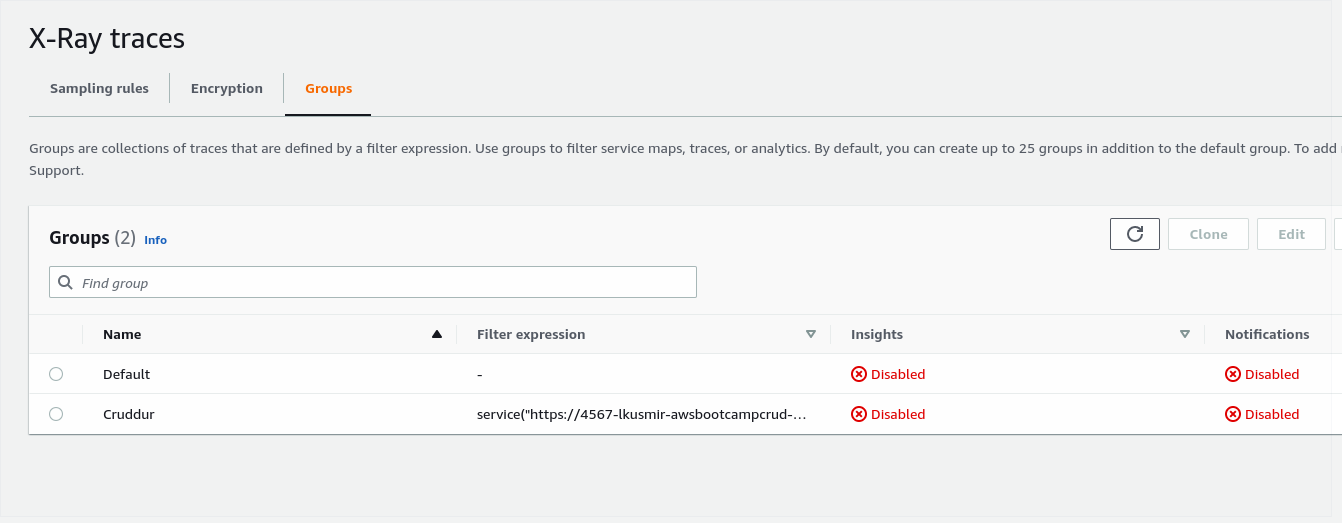 X-Ray traces
Sampling rules Encryption Groups
Groups are collections of traces that are defined by a filter expression. Use groups to filter service maps, traces, or analytics. By default, you can create up to 25 groups in addition to the default group. To add
Support.
Groups (2) Info Clone Edit
Find group
Name Filter expression Insights Notifications
Default - Disabled Disabled
Cruddur service("https://4567-lkusmir-awsbootcampcrud-... Disabled Disabled